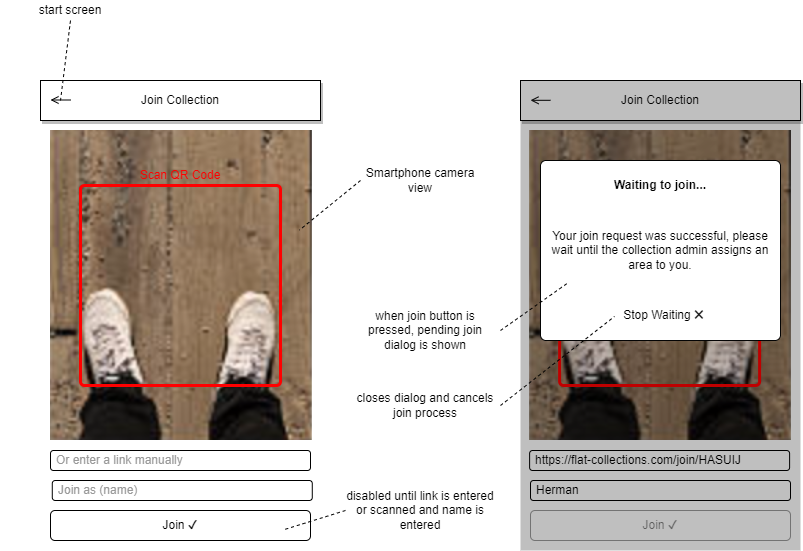 start screen
Join Collection
Scan QR Code
Or enter a link manually
Join as (name)
Join ✓
Smartphone camera
view
when join button is
pressed, pending join
dialog is shown
closes dialog and cancels
join process
disabled until link is entered
or scanned and name is
entered
Join Collection
Waiting to join...
Your join request was successful, please
wait until the collection admin assigns an
area to you.
Stop Waiting ✕
https://flat-collections.com/join/HASUIJ
Herman
Join ✓